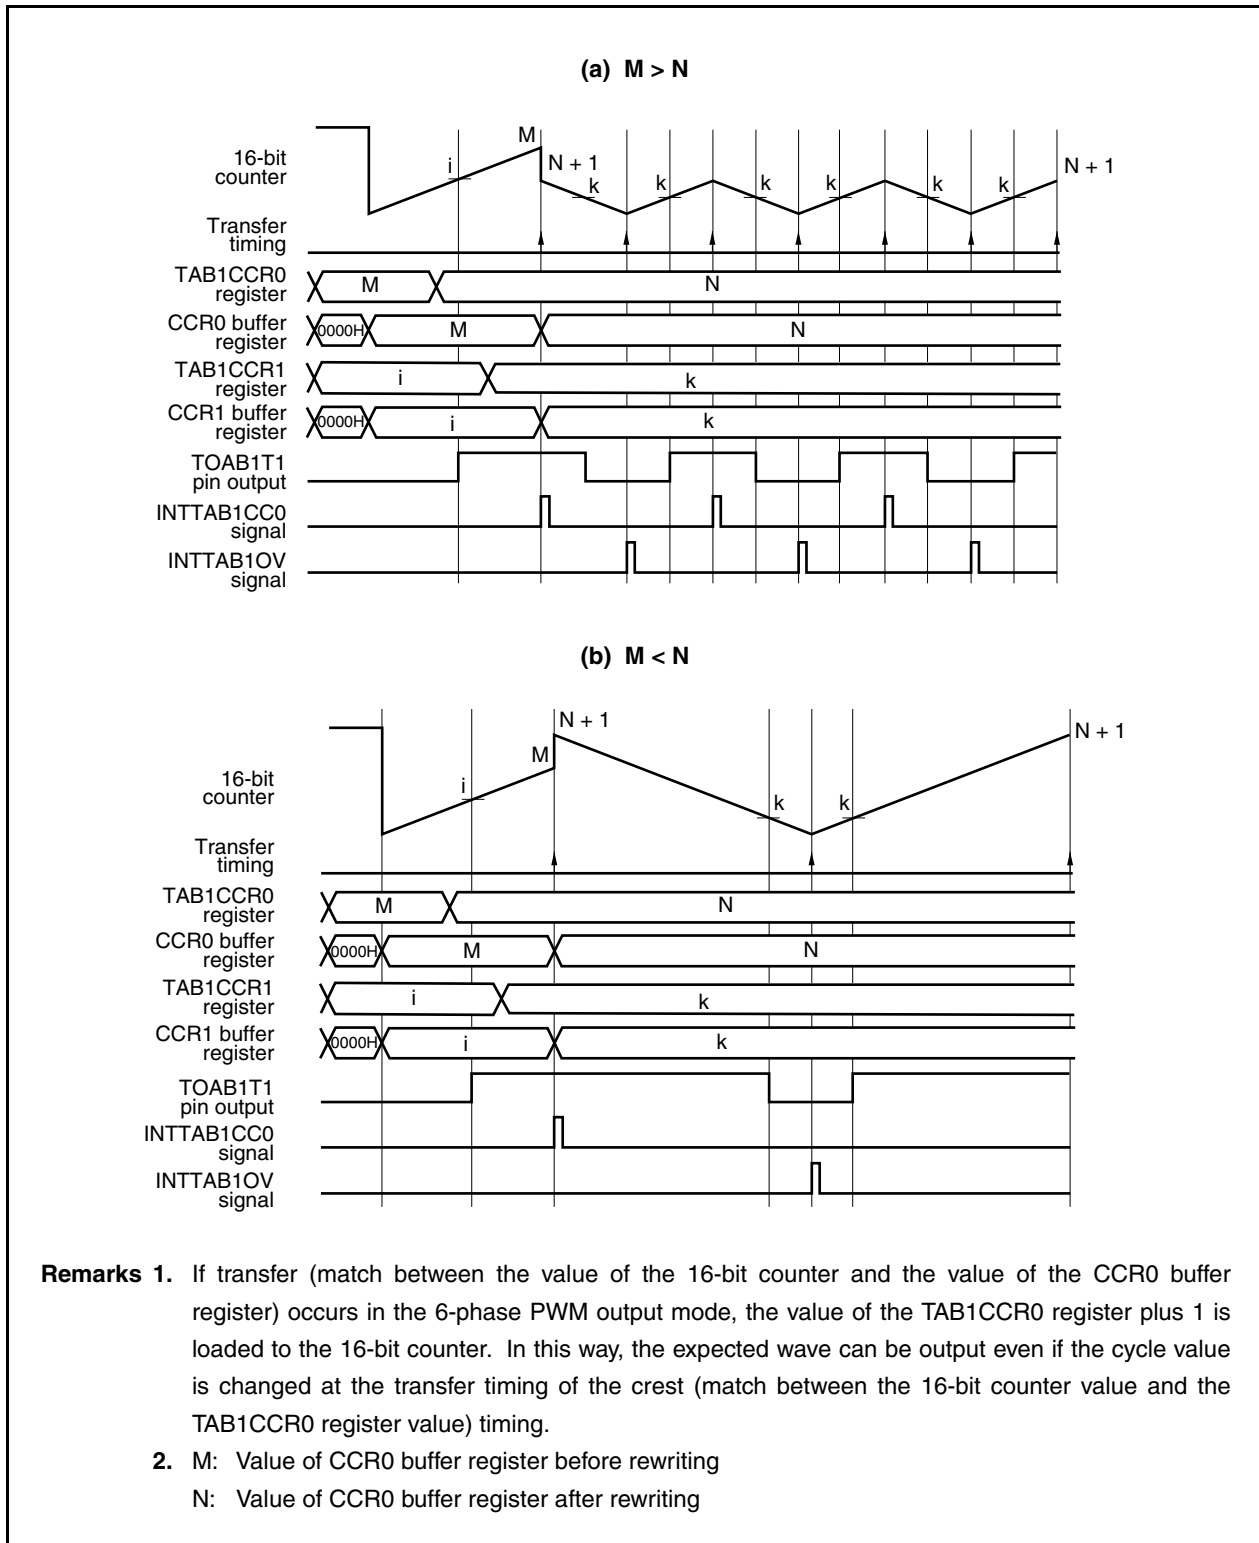 (a) M > N
M
i
N + 1
N + 1
16-bit
counter
k
k
k
k
k
k
Transfer
timing
TAB1CCR0
register
M
N
CCR0 buffer
register
0000H
M
N
TAB1CCR1
register
i
k
CCR1 buffer
register
0000H
i
k
TOAB1T1
pin output
INTTAB1CC0
signal
INTTAB1OV
signal
(b) M < N
N + 1
N + 1
M
16-bit
counter
i
k
k
Transfer
timing
TAB1CCR0
register
M
N
CCR0 buffer
register
0000H
M
N
TAB1CCR1
register
i
k
CCR1 buffer
register
0000H
i
k
TOAB1T1
pin output
INTTAB1CC0
signal
INTTAB1OV
signal
Remarks 1. If transfer (match between the value of the 16-bit counter and the value of the CCR0 buffer
register) occurs in the 6-phase PWM output mode, the value of the TAB1CCR0 register plus 1 is
loaded to the 16-bit counter. In this way, the expected wave can be output even if the cycle value
is changed at the transfer timing of the crest (match between the 16-bit counter value and the
TAB1CCR0 register value) timing.
2. M: Value of CCR0 buffer register before rewriting
N: Value of CCR0 buffer register after rewriting